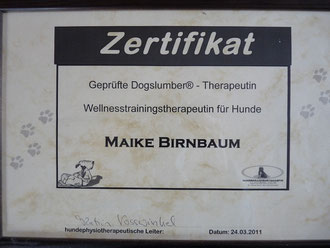 Zertifikat
Geprüfte Dogslumber® - Therapeutin
Wellnesstrainingstherapeutin für Hunde
Maike Birnbaum
hundephysiotherapeutische Leiter:
Datum: 24.03.2011